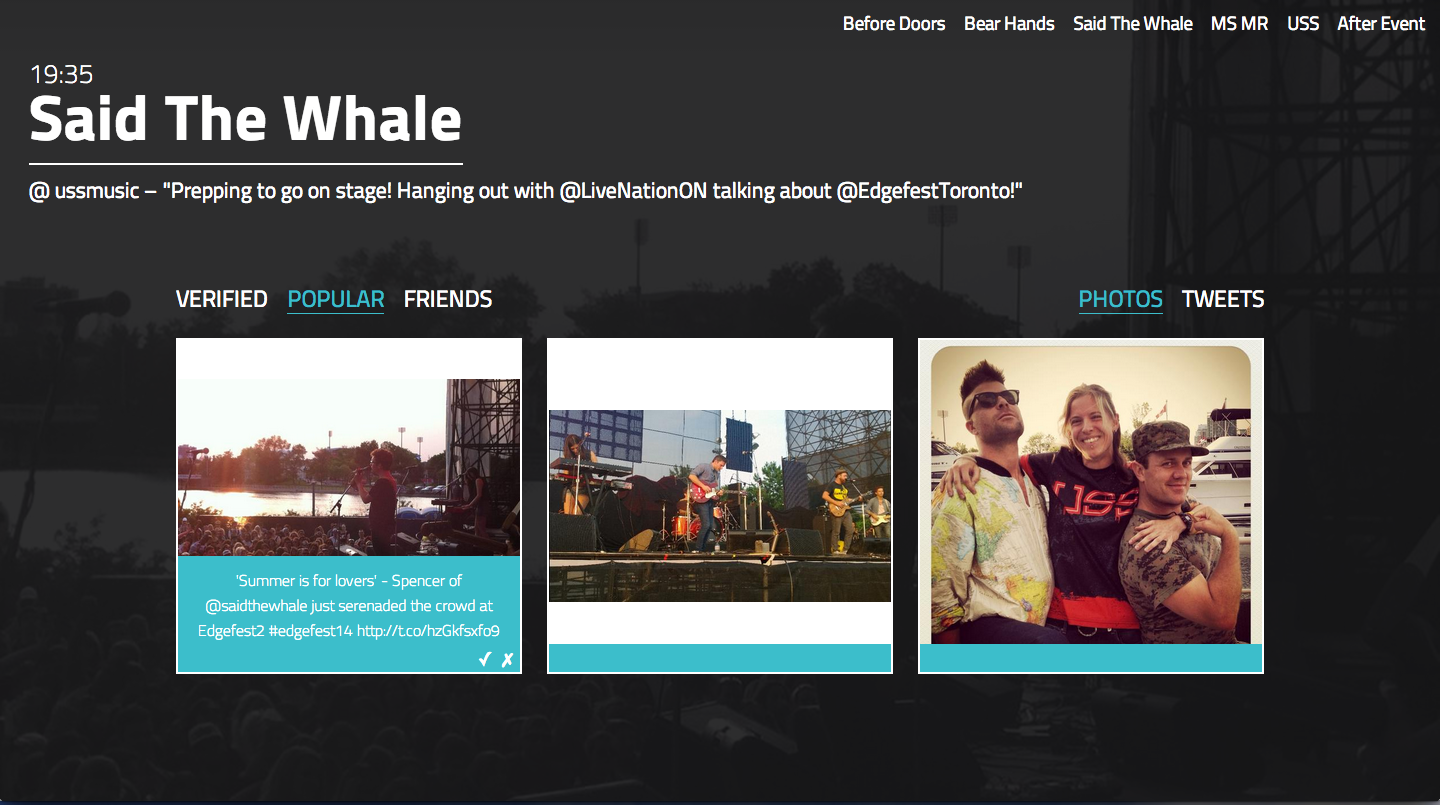 Before Doors Bear Hands Said The Whale MS MR USS After Event
19:35
Said The Whale
@ ussmusic – "Prepping to go on stage! Hanging out with @LiveNationON talking about @EdgefestToronto!"
VERIFIED POPULAR FRIENDS PHOTOS TWEETS
USS
'Summer is for lovers' - Spencer of
@saidthewhale just serenaded the crowd at
Edgefest2 #edgefest14 http://t.co/hzGkfsxfo9